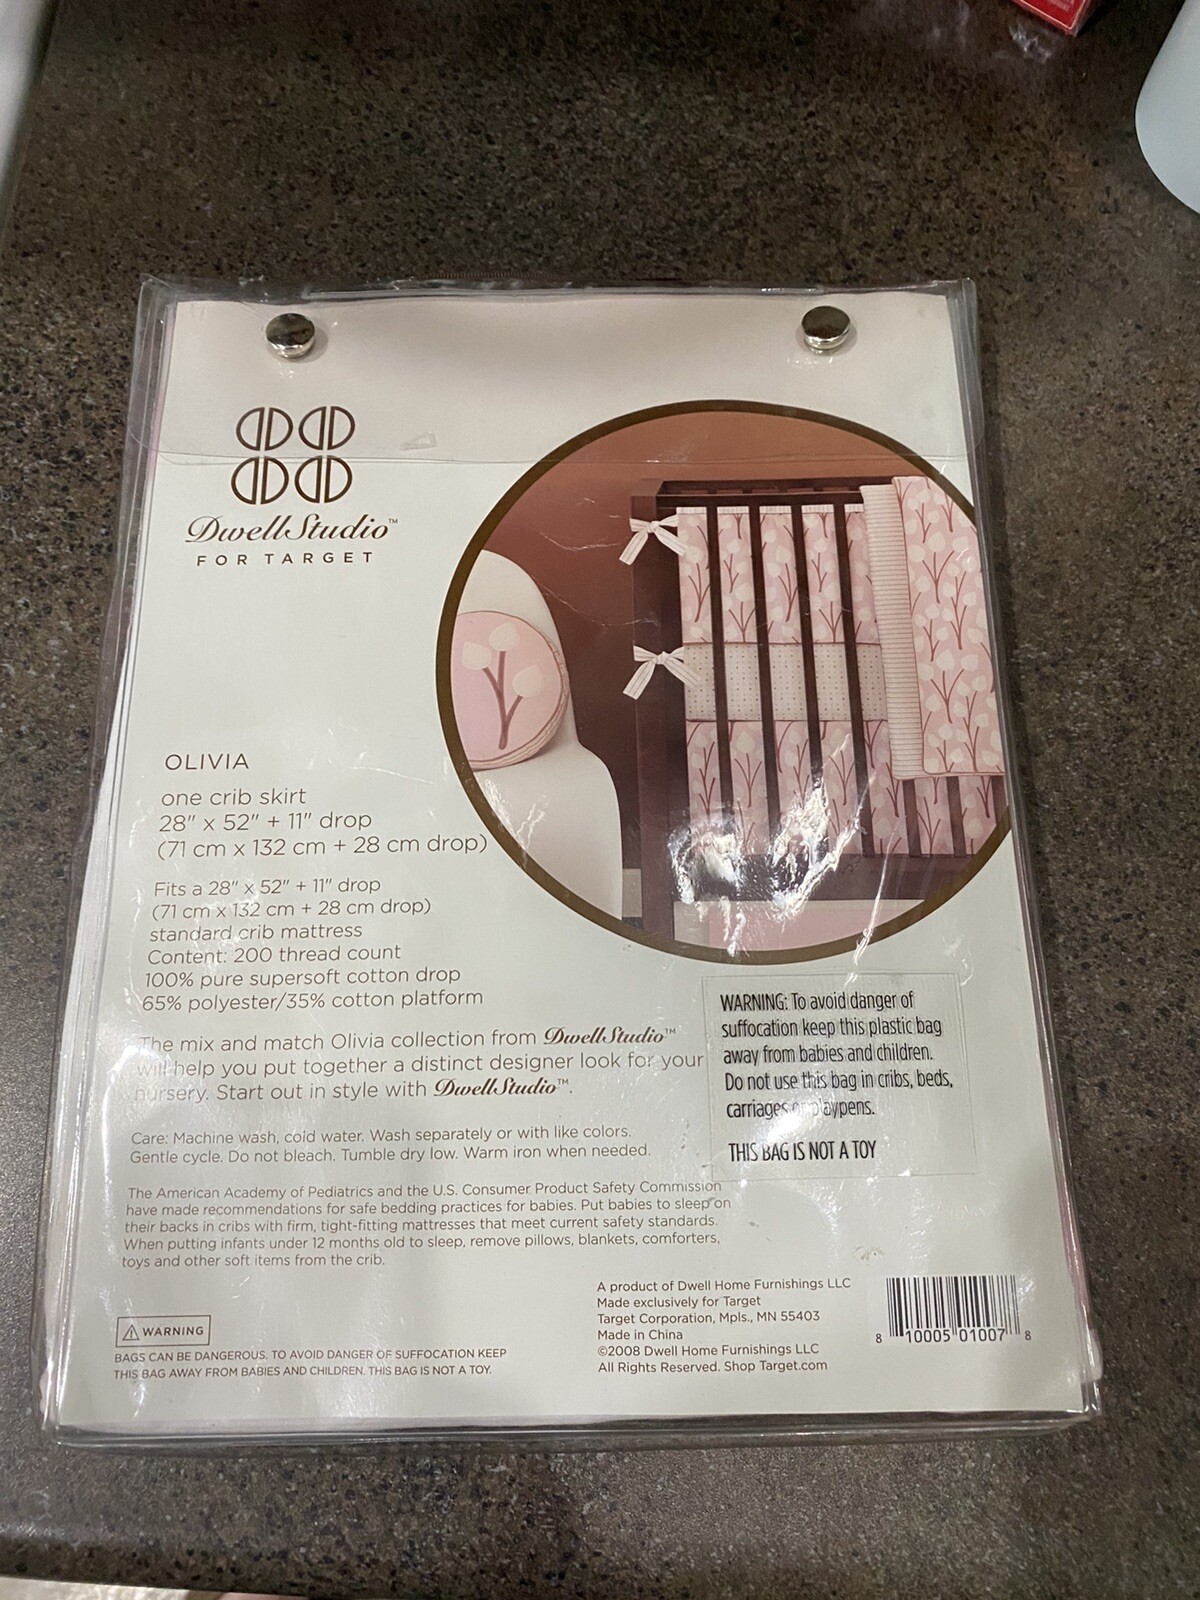 DwellStudio™
FOR TARGET
OLIVIA
one crib skirt
28" x 52" + 11" drop
(71 cm x 132 cm + 28 cm drop)
Fits a 28" x 52" + 11" drop
(71 cm x 132 cm + 28 cm drop)
standard crib mattress
Content: 200 thread count
100% pure supersoft cotton drop
65% polyester/35% cotton platform
The mix and match Olivia collection from DwellStudio™
will help you put together a distinct designer look for your
nursery. Start out in style with DwellStudio™.
Care: Machine wash, cold water. Wash separately or with like colors.
Gentle cycle. Do not bleach. Tumble dry low. Warm iron when needed.
The American Academy of Pediatrics and the U.S. Consumer Product Safety Commission
have made recommendations for safe bedding practices for babies. Put babies to sleep on
their backs in cribs with firm, tight-fitting mattresses that meet current safety standards.
When putting infants under 12 months old to sleep, remove pillows, blankets, comforters,
toys and other soft items from the crib.
WARNING: To avoid danger of
suffocation keep this plastic bag
away from babies and children.
Do not use this bag in cribs, beds,
carriages or playpens.
THIS BAG IS NOT A TOY
WARNING
BAGS CAN BE DANGEROUS. TO AVOID DANGER OF SUFFOCATION KEEP
THIS BAG AWAY FROM BABIES AND CHILDREN. THIS BAG IS NOT A TOY.
A product of Dwell Home Furnishings LLC
Made exclusively for Target
Target Corporation, Mpls., MN 55403
Made in China
©2008 Dwell Home Furnishings LLC
All Rights Reserved. Shop Target.com
8 10005 01007 8